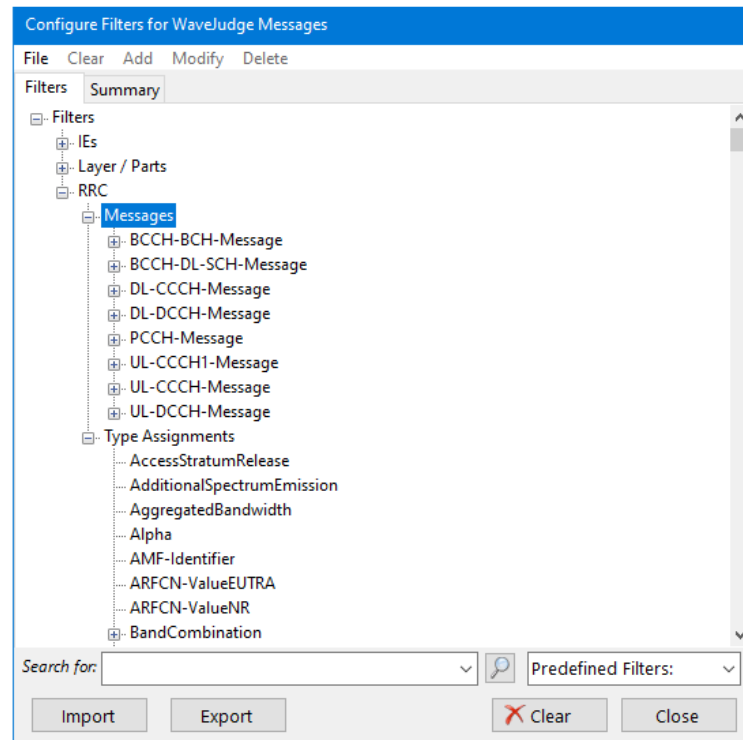 Configure Filters for WaveJudge Messages
File Clear Add Modify Delete
Filters Summary
Filters
IEs
Layer / Parts
RRC
Messages
BCCH-BCH-Message
BCCH-DL-SCH-Message
DL-CCCH-Message
DL-DCCH-Message
PCCH-Message
UL-CCCH1-Message
UL-CCCH-Message
UL-DCCH-Message
Type Assignments
AccessStratumRelease
AdditionalSpectrumEmission
AggregatedBandwidth
Alpha
AMF-Identifier
ARFCN-ValueEUTRA
ARFCN-ValueNR
BandCombination
Search for: Predefined Filters:
Import Export Clear Close